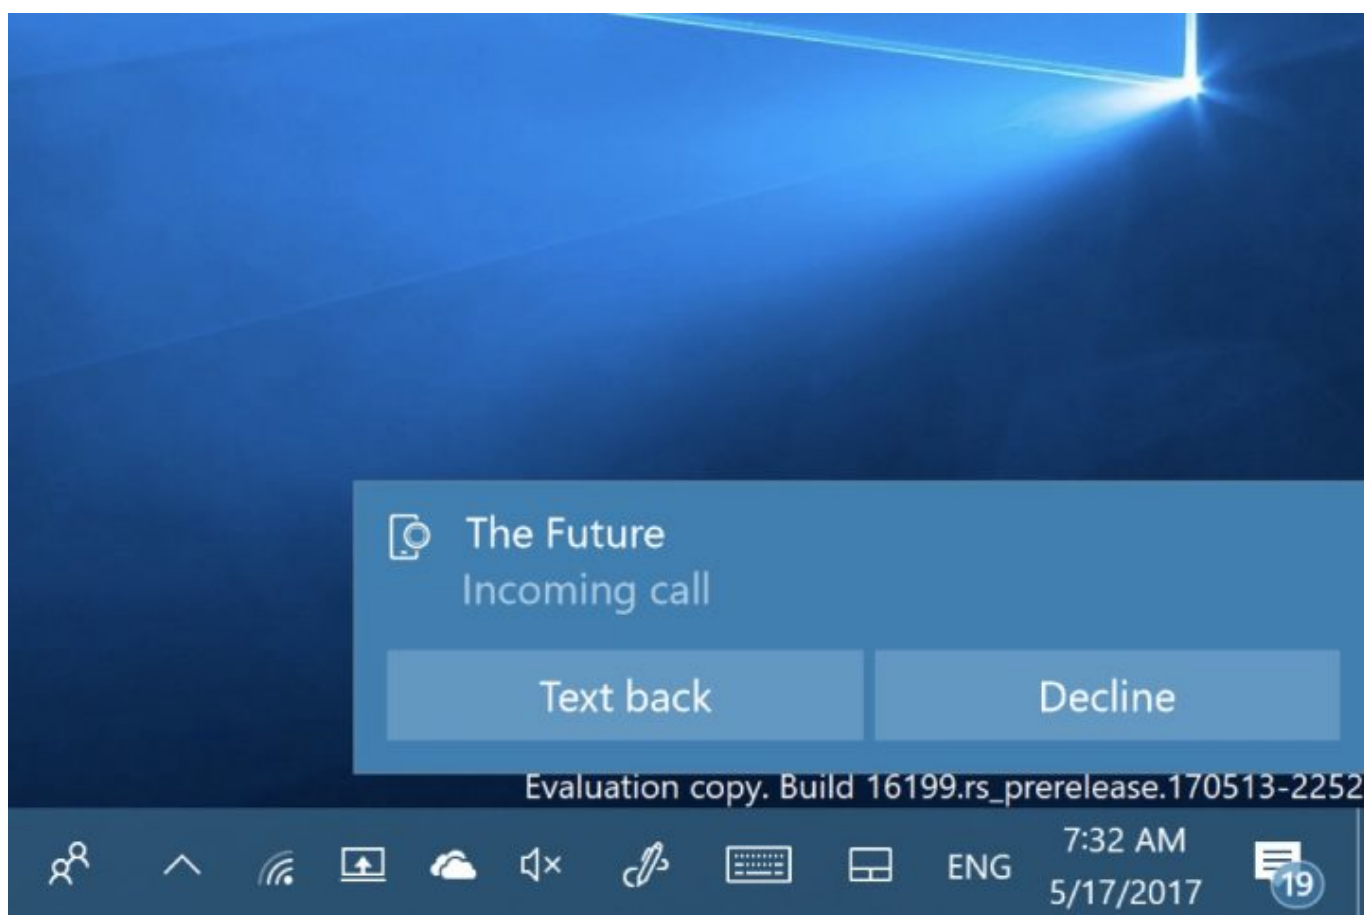 The Future
Incoming call
Text back
Decline
Evaluation copy. Build 16199.rs_prerelease.170513-2252
ENG
7:32 AM
5/17/2017
19